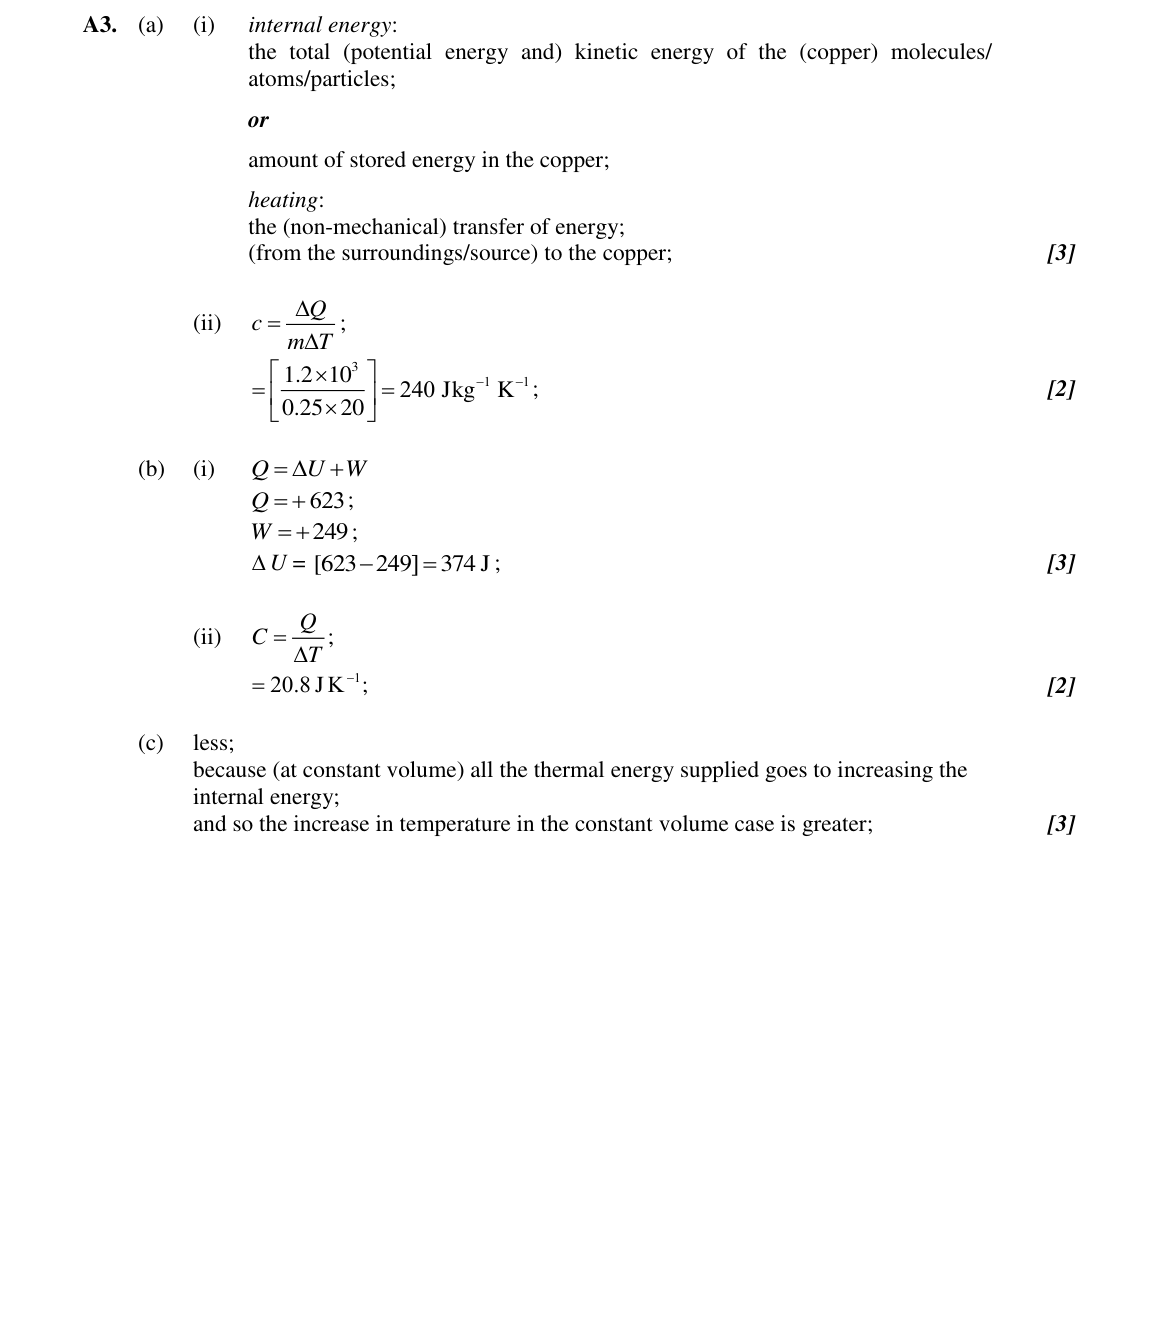 A3. (a) (i) internal energy:
the total (potential energy and) kinetic energy of the (copper) molecules/
atoms/particles;
or
amount of stored energy in the copper;
heating:
the (non-mechanical) transfer of energy;
(from the surroundings/source) to the copper; [3]
(ii) c = ΔQ / mΔT ;
= [1.2×10³ / 0.25×20] = 240 Jkg⁻¹ K⁻¹ ; [2]
(b) (i) Q = ΔU + W
Q = + 623 ;
W = + 249 ;
Δ U = [623 − 249] = 374 J ; [3]
(ii) C = Q / ΔT ;
= 20.8 J K⁻¹ ; [2]
(c) less;
because (at constant volume) all the thermal energy supplied goes to increasing the
internal energy;
and so the increase in temperature in the constant volume case is greater; [3]